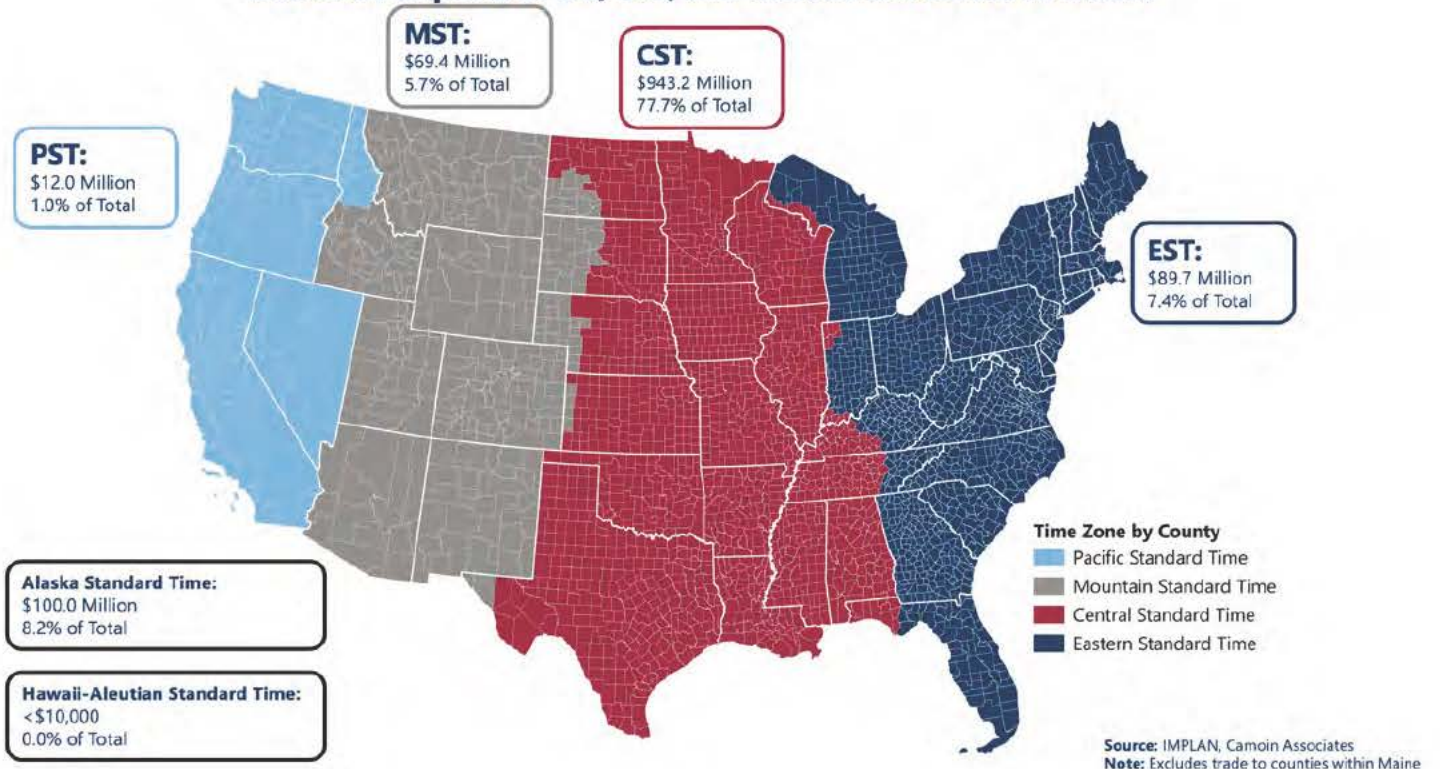 MST:
$69.4 Million
5.7% of Total
CST:
$943.2 Million
77.7% of Total
PST:
$12.0 Million
1.0% of Total
EST:
$89.7 Million
7.4% of Total
Time Zone by County
Pacific Standard Time
Mountain Standard Time
Central Standard Time
Eastern Standard Time
Alaska Standard Time:
$100.0 Million
8.2% of Total
Hawaii-Aleutian Standard Time:
<$10,000
0.0% of Total
Source: IMPLAN, Camoin Associates
Note: Excludes trade to counties within Maine